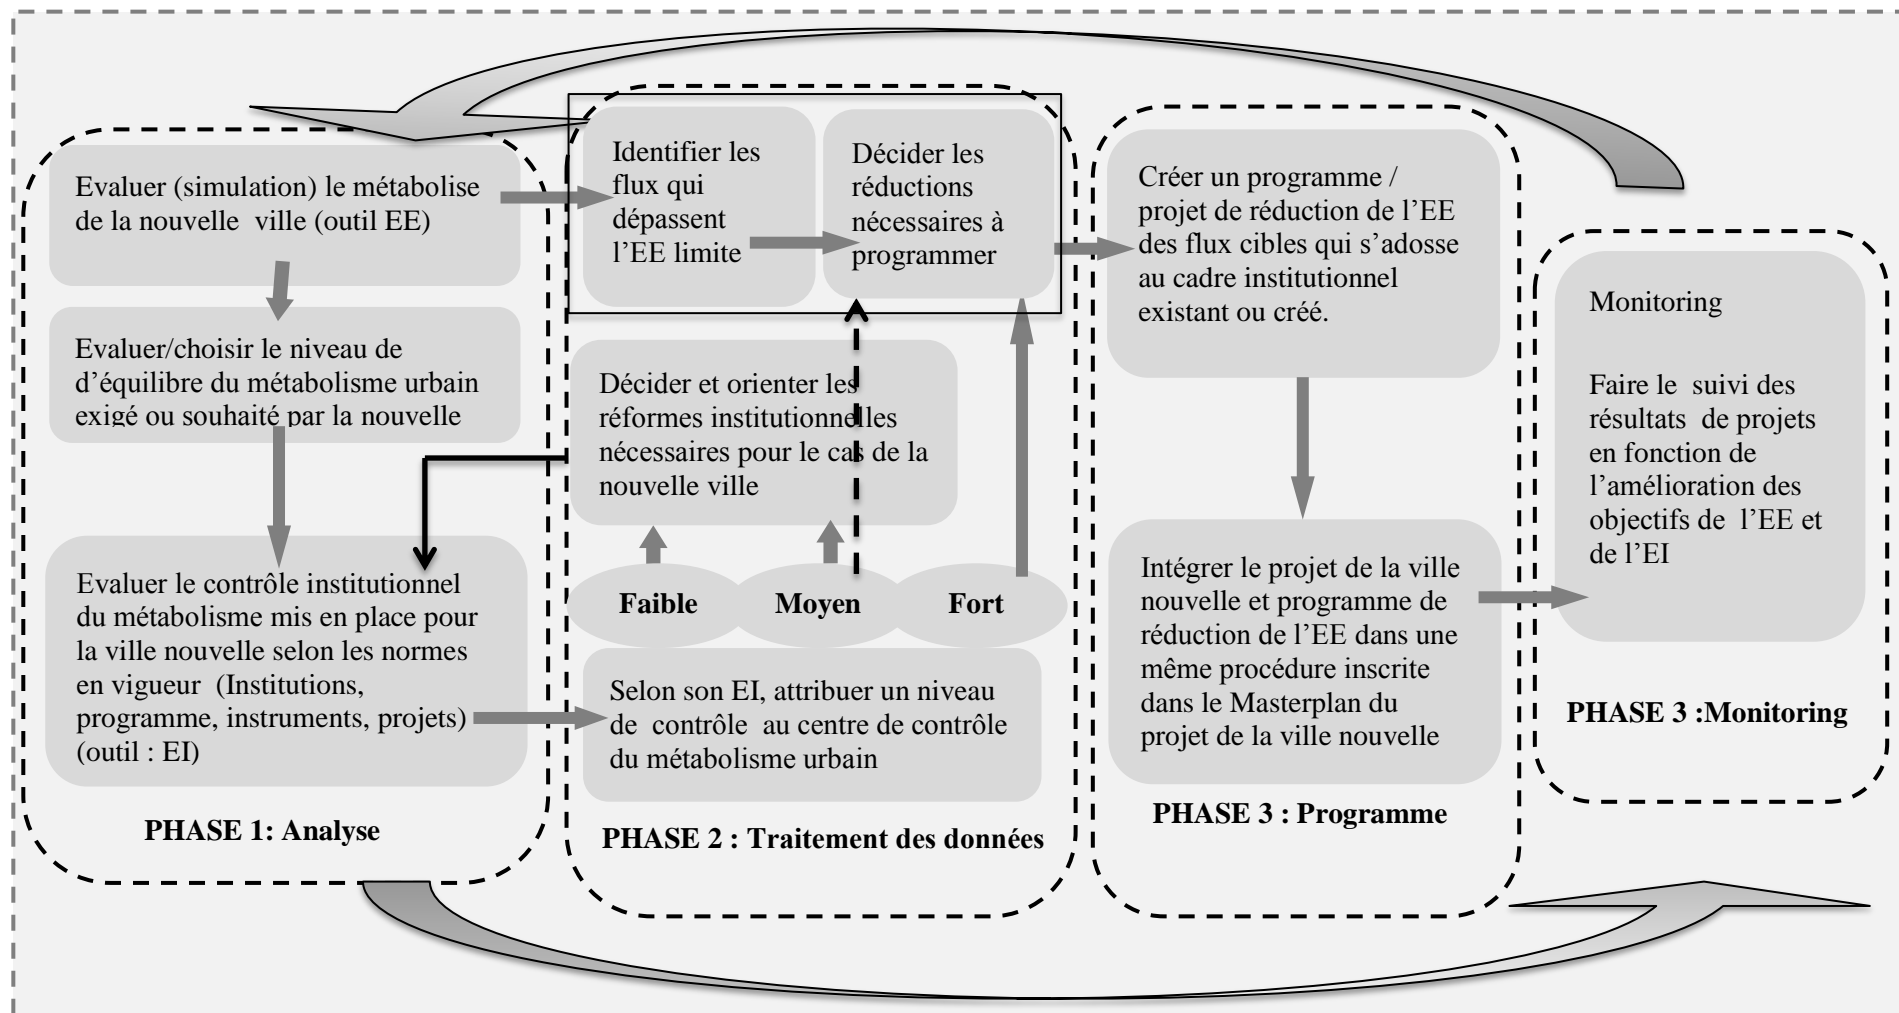 Evaluer (simulation) le métabolise
de la nouvelle ville (outil EE)
Evaluer/choisir le niveau de
d’équilibre du métabolisme urbain
exigé ou souhaité par la nouvelle
Evaluer le contrôle institutionnel
du métabolisme mis en place pour
la ville nouvelle selon les normes
en vigueur (Institutions,
programme, instruments, projets)
(outil : EI)
PHASE 1: Analyse
Identifier les
flux qui
dépassent
l’EE limite
Décider les
réductions
nécessaires à
programmer
Décider et orienter les
réformes institutionnelles
nécessaires pour le cas de la
nouvelle ville
Faible
Moyen
Fort
Selon son EI, attribuer un niveau
de contrôle au centre de contrôle
du métabolisme urbain
PHASE 2 : Traitement des données
Créer un programme /
projet de réduction de l’EE
des flux cibles qui s’adosse
au cadre institutionnel
existant ou créé.
Intégrer le projet de la ville
nouvelle et programme de
réduction de l’EE dans une
même procédure inscrite
dans le Masterplan du
projet de la ville nouvelle
PHASE 3 : Programme
Monitoring
Faire le suivi des
résultats de projets
en fonction de
l’amélioration des
objectifs de l’EE et
de l’EI
PHASE 3 :Monitoring